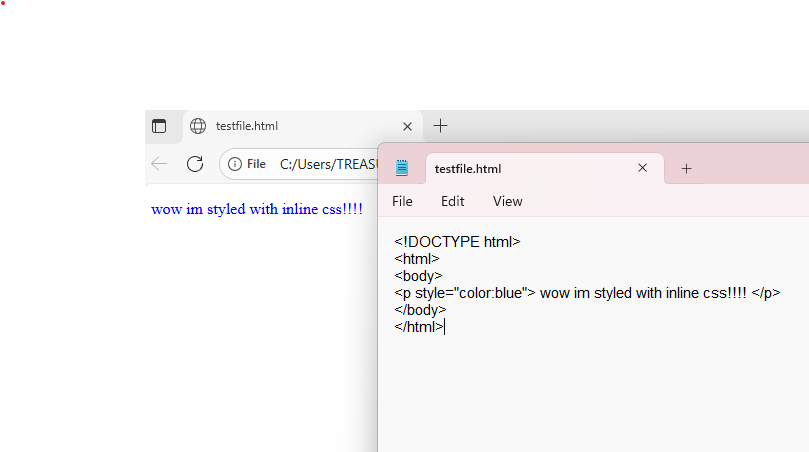 testfile.html
File C:/Users/TREASU
wow im styled with inline css!!!!
testfile.html
File Edit View
<!DOCTYPE html>
<html>
<body>
<p style="color:blue"> wow im styled with inline css!!!! </p>
</body>
</html>